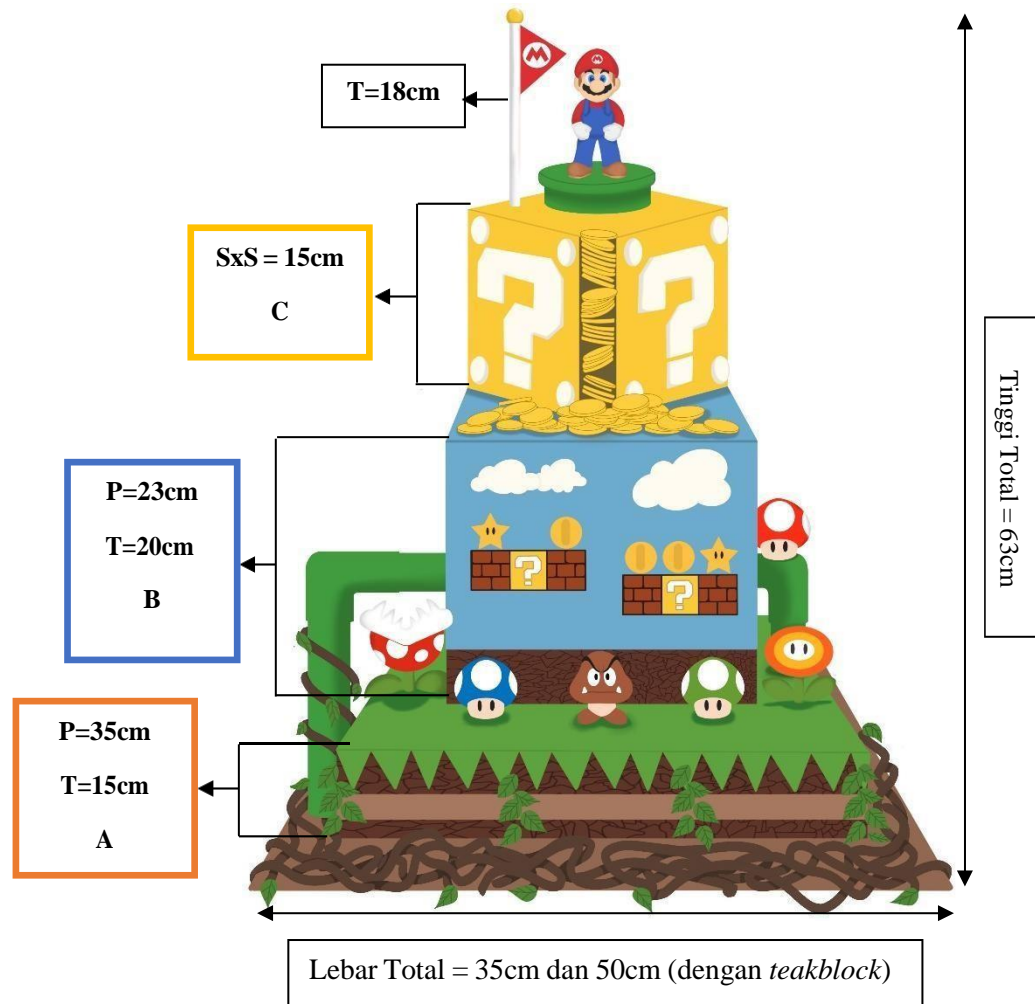 M
M
T=18cm
SxS = 15cm
C
? ?
P=23cm
T=20cm
B
?
?
P=35cm
T=15cm
A
Tinggi Total = 63cm
Lebar Total = 35cm dan 50cm (dengan teakblock)